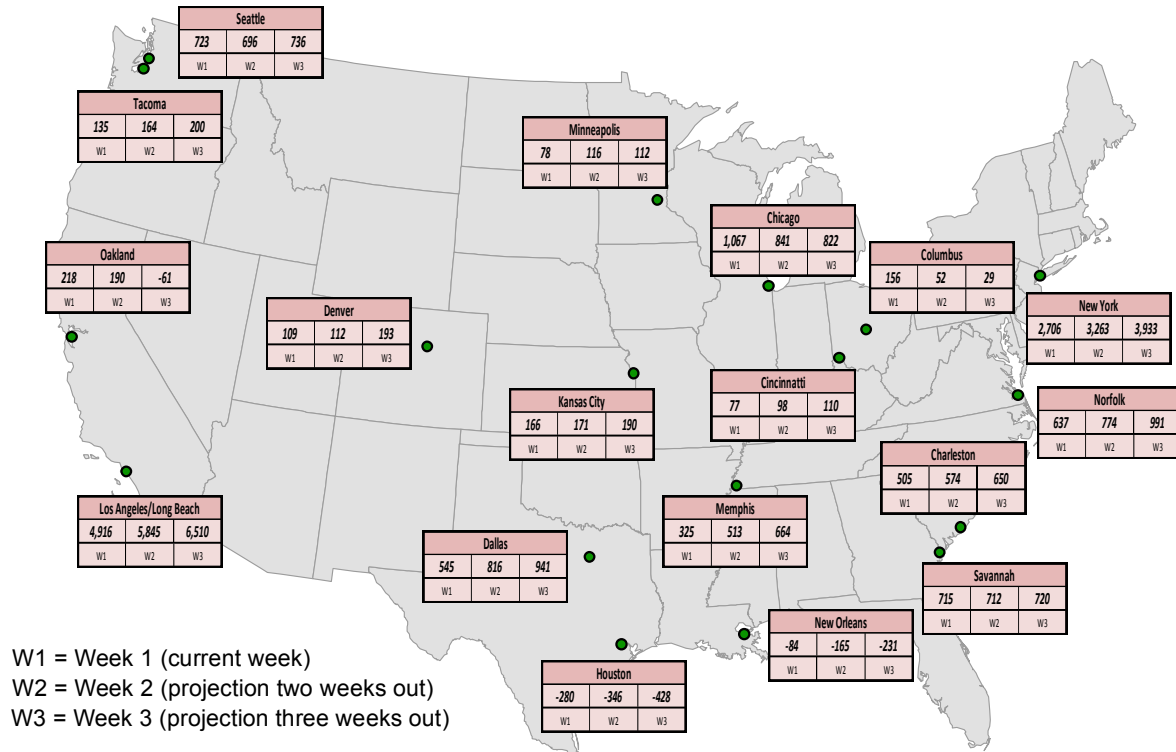 Seattle
723 696 736
W1 W2 W3
Tacoma
135 164 200
W1 W2 W3
Minneapolis
78 116 112
W1 W2 W3
Chicago
1,067 841 822
W1 W2 W3
Oakland
218 190 -61
W1 W2 W3
Columbus
156 52 29
W1 W2 W3
Denver
109 112 193
W1 W2 W3
New York
2,706 3,263 3,933
W1 W2 W3
Cincinnatti
77 98 110
W1 W2 W3
Kansas City
166 171 190
W1 W2 W3
Norfolk
637 774 991
W1 W2 W3
Charleston
505 574 650
W1 W2 W3
Los Angeles/Long Beach
4,916 5,845 6,510
W1 W2 W3
Memphis
325 513 664
W1 W2 W3
Dallas
545 816 941
W1 W2 W3
Savannah
715 712 720
W1 W2 W3
New Orleans
-84 -165 -231
W1 W2 W3
Houston
-280 -346 -428
W1 W2 W3
W1 = Week 1 (current week)
W2 = Week 2 (projection two weeks out)
W3 = Week 3 (projection three weeks out)